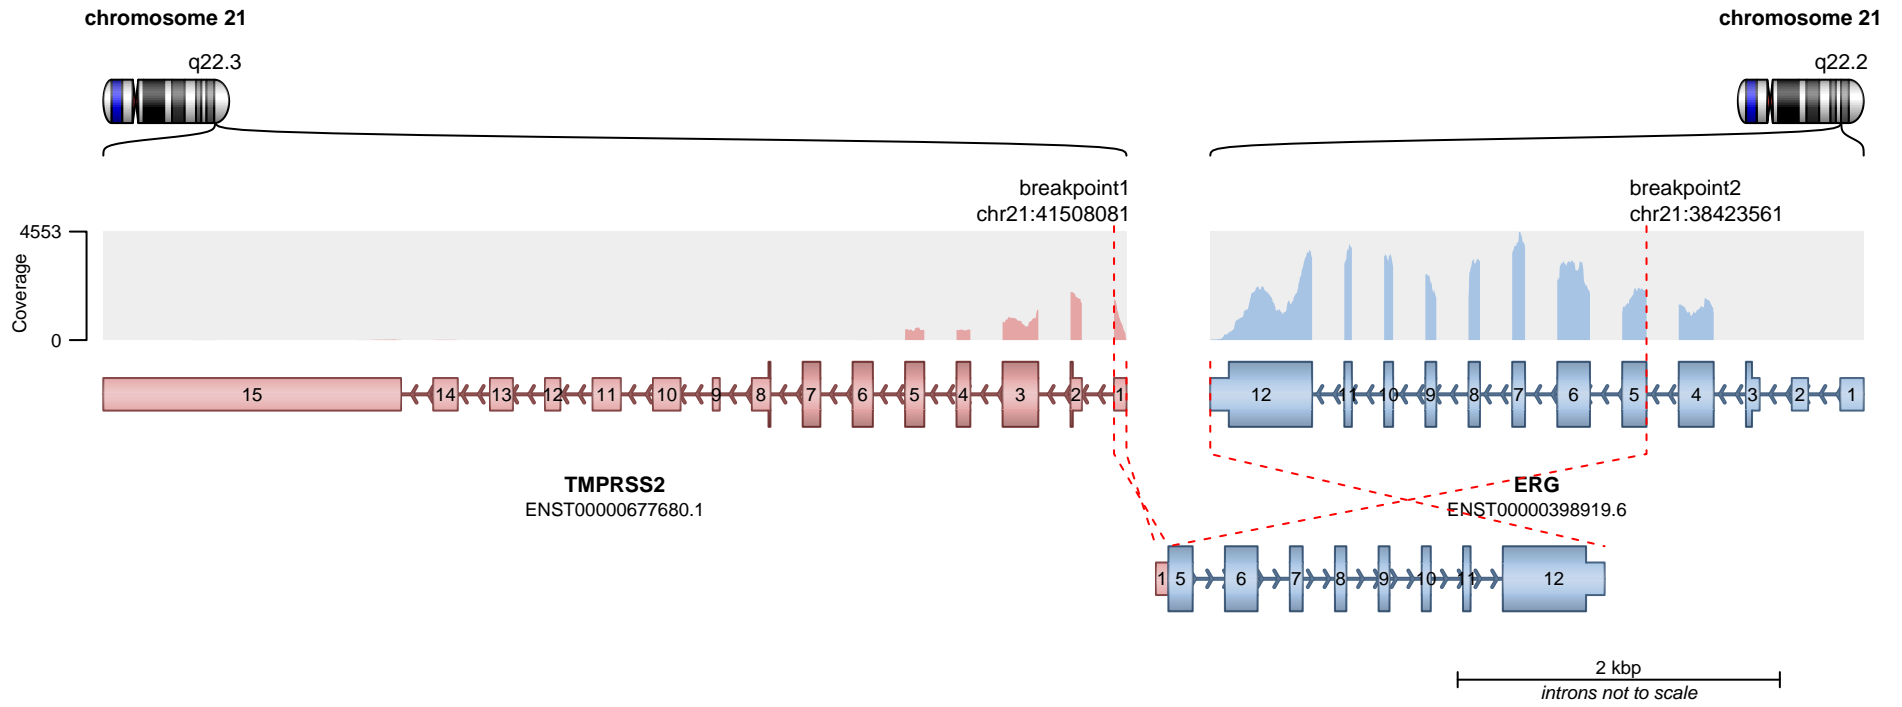 chromosome 21
chromosome 21
q22.3
q22.2
breakpoint1
chr21:41508081
breakpoint2
chr21:38423561
4553
Coverage
0
15 14 13 12 11 10 9 8 7 6 5 4 3 2 1
12 11 10 9 8 7 6 5 4 3 2 1
TMPRSS2
ENST00000677680.1
ERG
ENST00000398919.6
1 5 6 7 8 9 10 11 12
2 kbp
introns not to scale